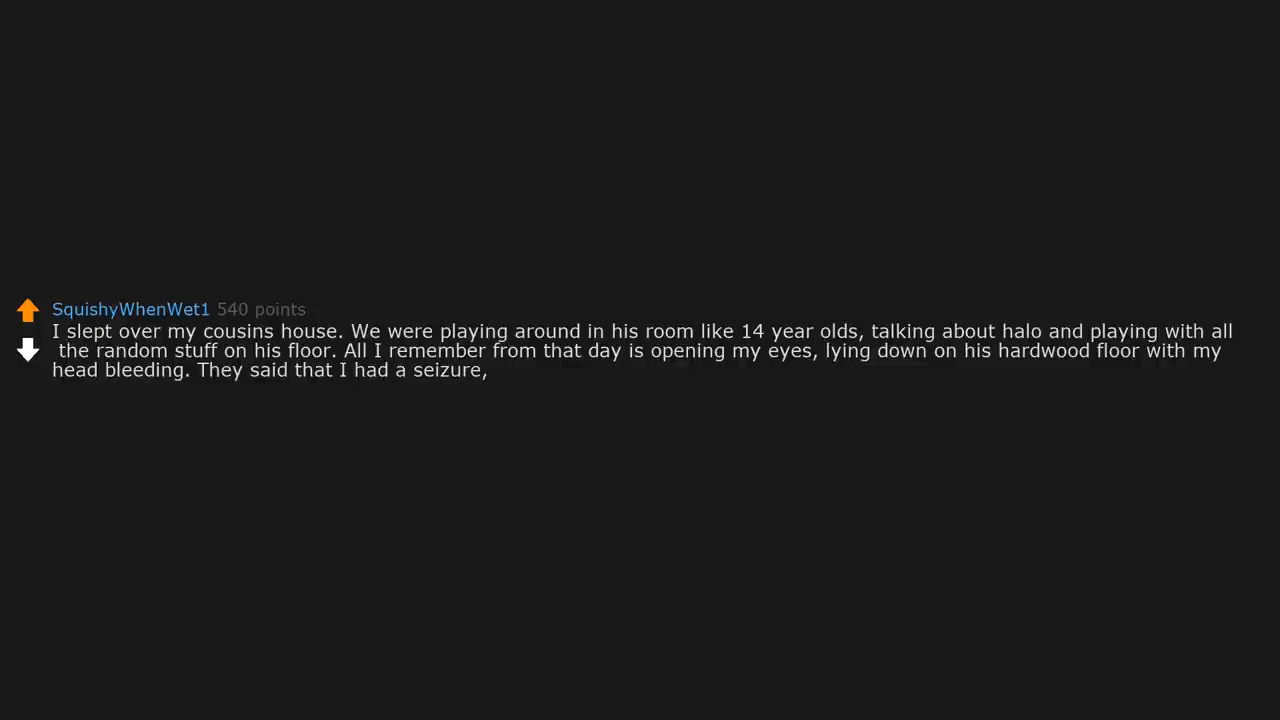 SquishyWhenWet1 540 points
I slept over my cousins house. We were playing around in his room like 14 year olds, talking about halo and playing with all
the random stuff on his floor. All I remember from that day is opening my eyes, lying down on his hardwood floor with my
head bleeding. They said that I had a seizure,